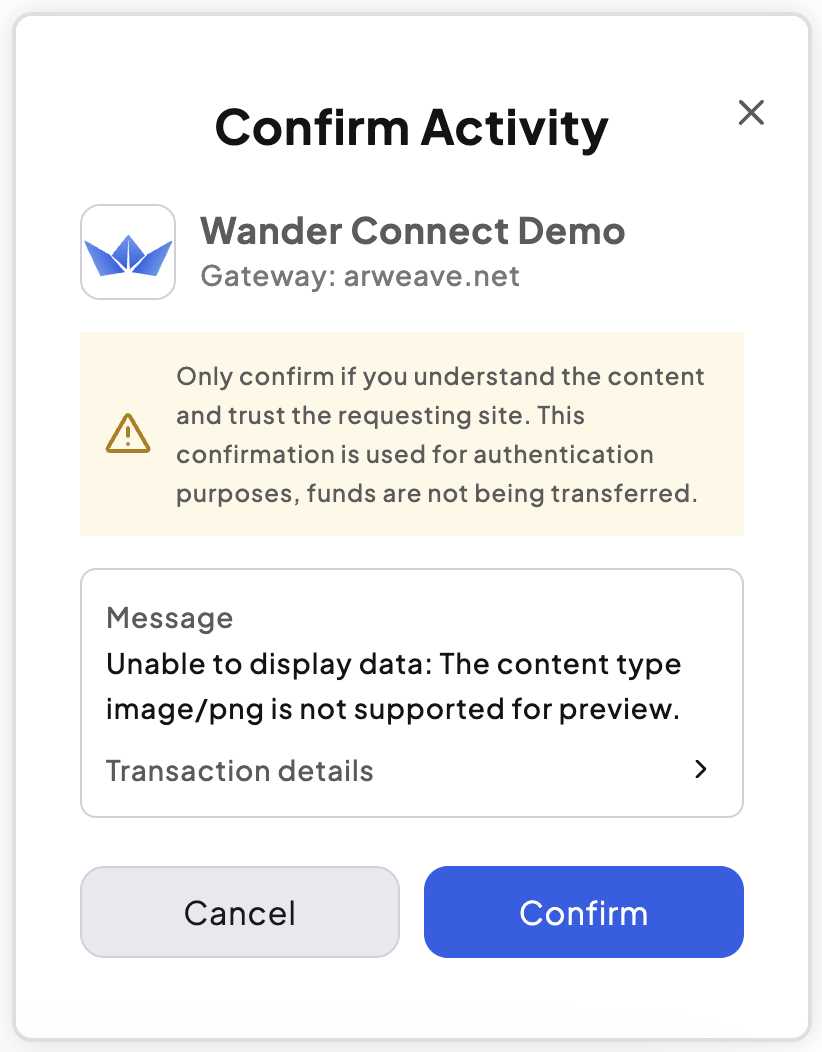 Confirm Activity
Wander Connect Demo
Gateway: arweave.net
Only confirm if you understand the content
and trust the requesting site. This
confirmation is used for authentication
purposes, funds are not being transferred.
Message
Unable to display data: The content type
image/png is not supported for preview.
Transaction details
Cancel
Confirm